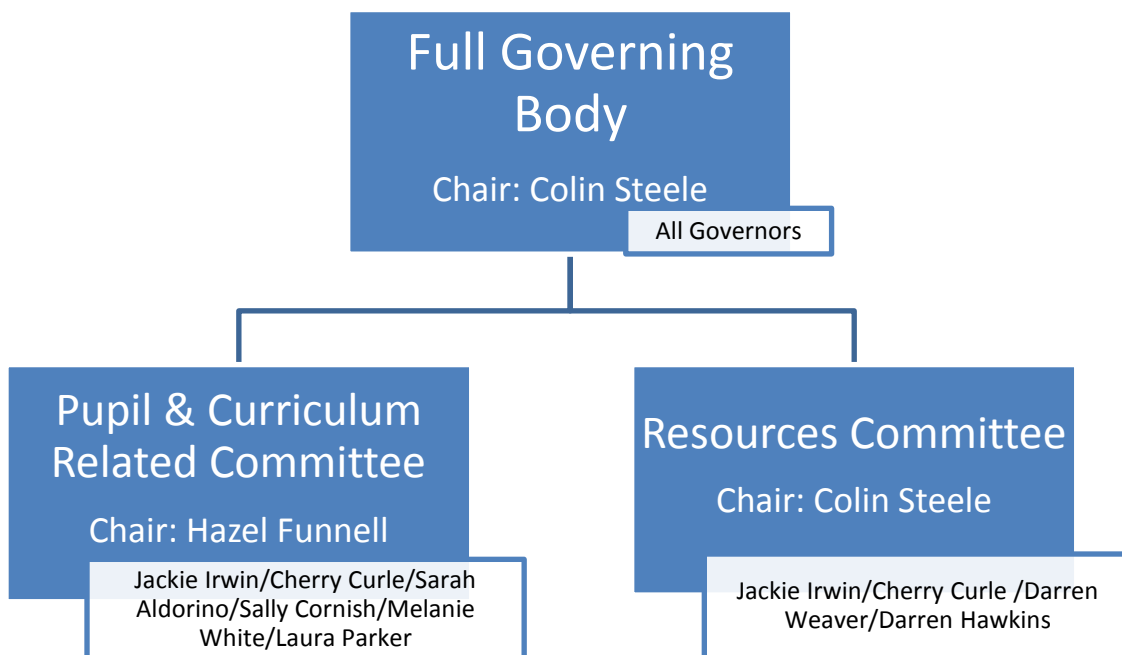 Full Governing
Body
Chair: Colin Steele
All Governors
Pupil & Curriculum
Related Committee
Chair: Hazel Funnell
Jackie Irwin/Cherry Curle/Sarah
Aldorino/Sally Cornish/Melanie
White/Laura Parker
Resources Committee
Chair: Colin Steele
Jackie Irwin/Cherry Curle /Darren
Weaver/Darren Hawkins